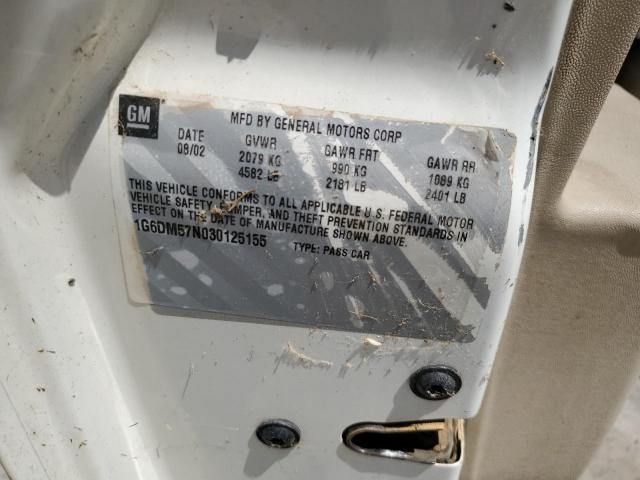 GM
MFD BY GENERAL MOTORS CORP
DATE GVWR GAWR FRT GAWR RR
08/02 2079 KG 990 KG 1089 KG
4582 LB 2181 LB 2401 LB
THIS VEHICLE CONFORMS TO ALL APPLICABLE U.S. FEDERAL MOTOR
VEHICLE SAFETY, BUMPER, AND THEFT PREVENTION STANDARDS IN
EFFECT ON THE DATE OF MANUFACTURE SHOWN ABOVE.
1G6DM57N030125155
TYPE: PASS CAR